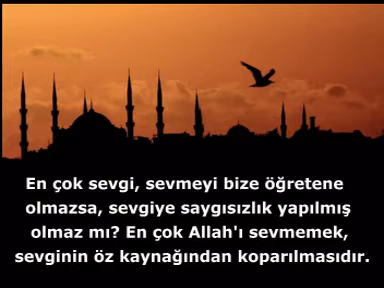 En çok sevgi, sevmeyi bize öğretene
olmazsa, sevgiye saygısızlık yapılmış
olmaz mı? En çok Allah'ı sevmemek,
sevginin öz kaynağından koparılmasıdır.